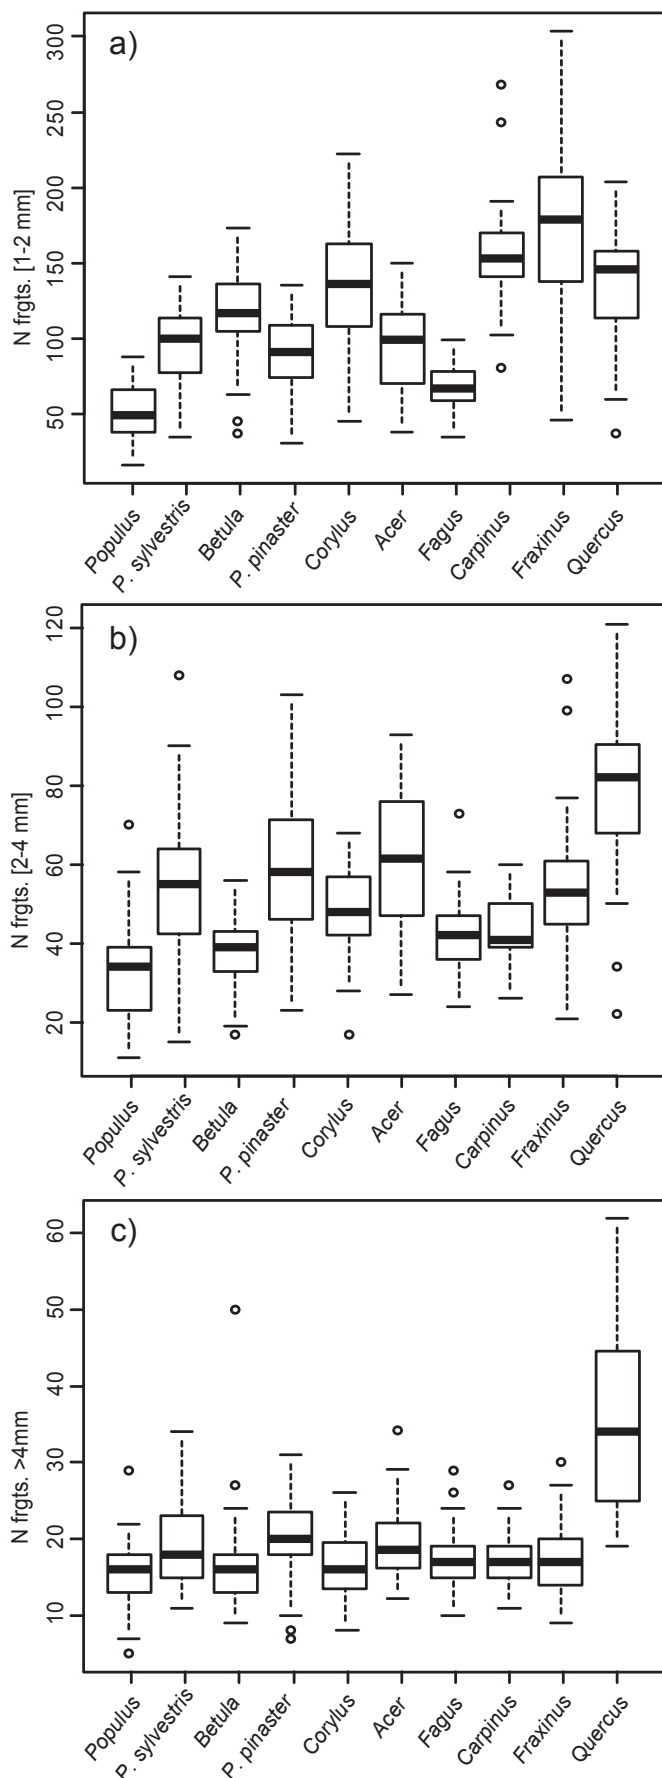 a)
N frgts. [1-2 mm]
300
250
200
150
100
50
Populus
P. sylvestris
Betula
P. pinaster
Corylus
Acer
Fagus
Carpinus
Fraxinus
Quercus
b)
N frgts. [2-4 mm]
120
100
80
60
40
20
Populus
P. sylvestris
Betula
P. pinaster
Corylus
Acer
Fagus
Carpinus
Fraxinus
Quercus
c)
N frgts. >4mm
60
50
40
30
20
10
Populus
P. sylvestris
Betula
P. pinaster
Corylus
Acer
Fagus
Carpinus
Fraxinus
Quercus